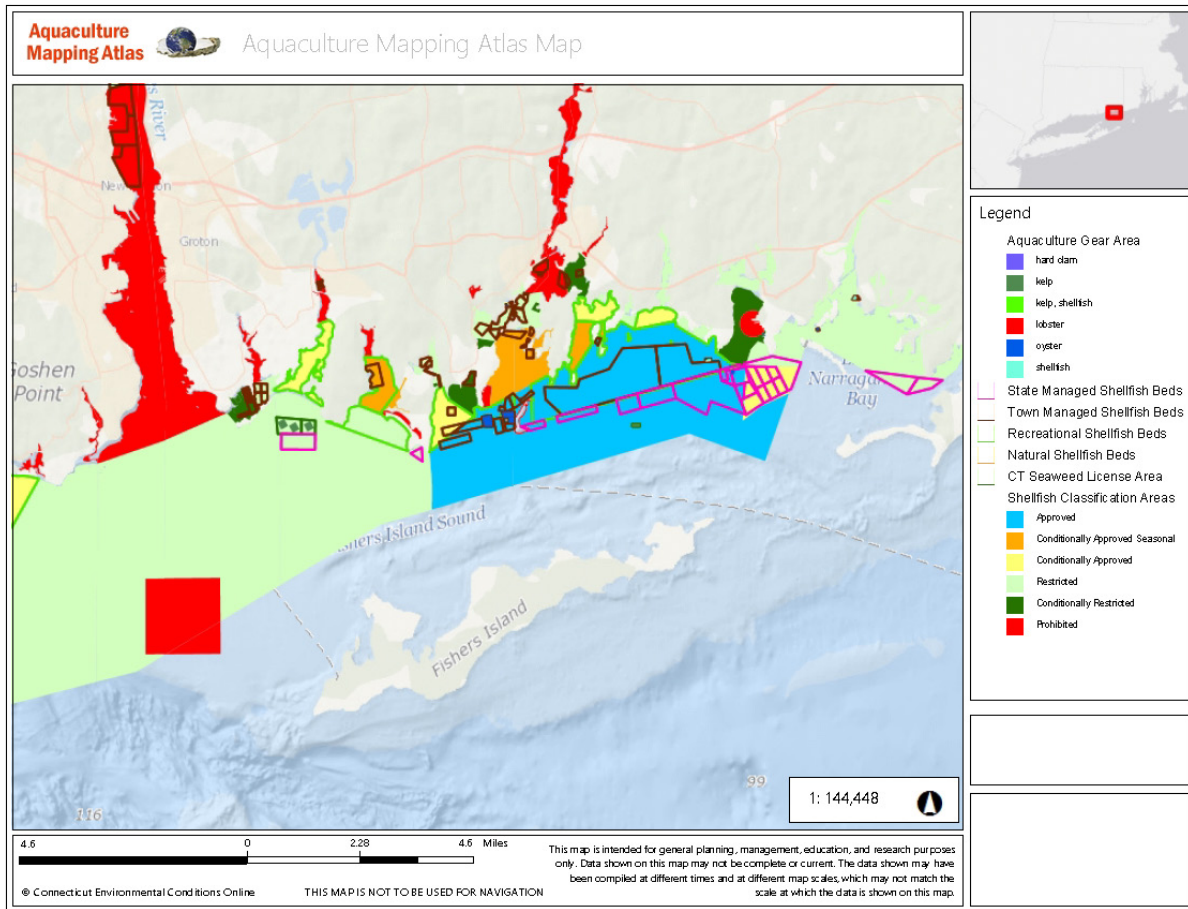 Aquaculture
Mapping Atlas
Aquaculture Mapping Atlas Map
s River
Groton
Goshen
Point
Narragan
Bay
Fishers Island Sound
Fishers Island
99
116
1: 144,448
Legend
Aquaculture Gear Area
hard clam
kelp
kelp, shellfish
lobster
oyster
shellfish
State Managed Shellfish Beds
Town Managed Shellfish Beds
Recreational Shellfish Beds
Natural Shellfish Beds
CT Seaweed License Area
Shellfish Classification Areas
Approved
Conditionally Approved Seasonal
Conditionally Approved
Restricted
Conditionally Restricted
Prohibited
4.6 0 2.28 4.6 Miles
© Connecticut Environmental Conditions Online
THIS MAP IS NOT TO BE USED FOR NAVIGATION
This map is intended for general planning, management, education, and research purposes
only. Data shown on this map may not be complete or current. The data shown may have
been compiled at different times and at different map scales, which may not match the
scale at which the data is shown on this map.